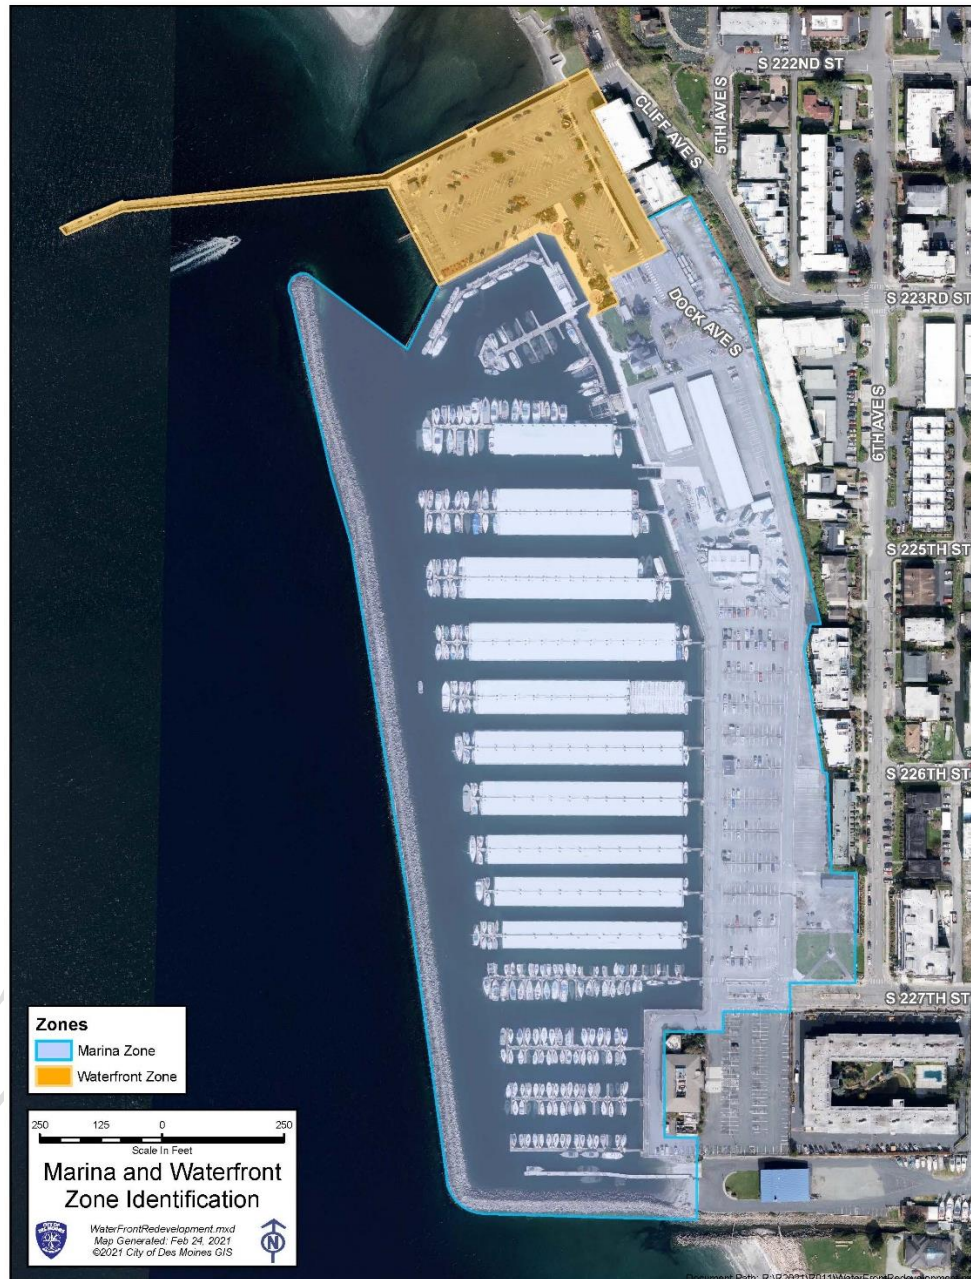 S 222ND ST
5TH AVE S
CLIFF AVE S
S 223RD ST
DOCK AVE S
6TH AVE S
S 225TH ST
S 226TH ST
S 227TH ST
Zones
Marina Zone
Waterfront Zone
250 125 0 250
Scale In Feet
Marina and Waterfront
Zone Identification
WaterFrontRedevelopment.mxd
Map Generated: Feb 24, 2021
©2021 City of Des Moines GIS
N